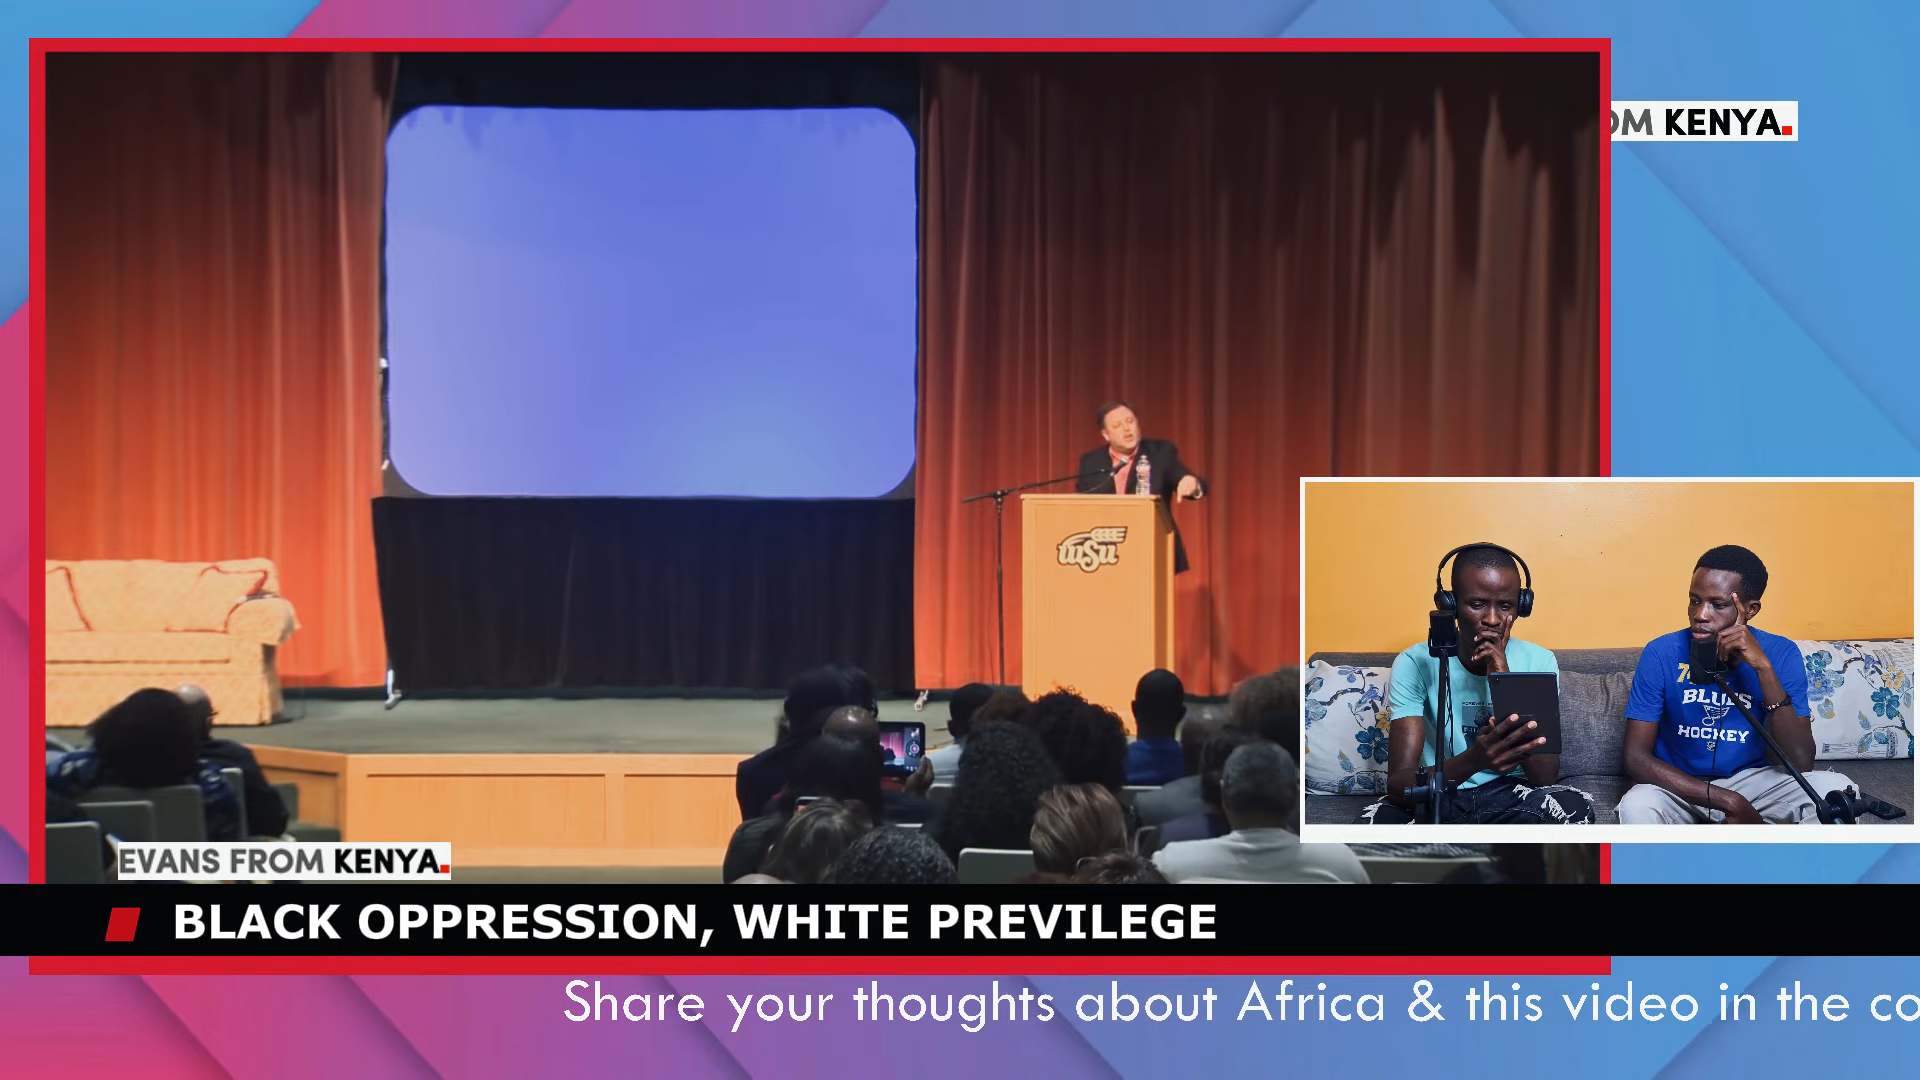 OM KENYA.
WSU
7
BLUES
HOCKEY
EVANS FROM KENYA.
BLACK OPPRESSION, WHITE PREVILEGE
Share your thoughts about Africa & this video in the co